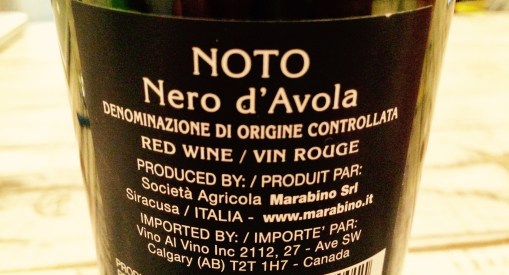 NOTO
Nero d'Avola
DENOMINAZIONE DI ORIGINE CONTROLLATA
RED WINE / VIN ROUGE
PRODUCED BY: / PRODUIT PAR:
Società Agricola Marabino Srl
Siracusa / ITALIA - www.marabino.it
IMPORTED BY: / IMPORTE' PAR:
Vino Al Vino Inc 2112, 27 - Ave SW
Calgary (AB) T2T 1H7 - Canada